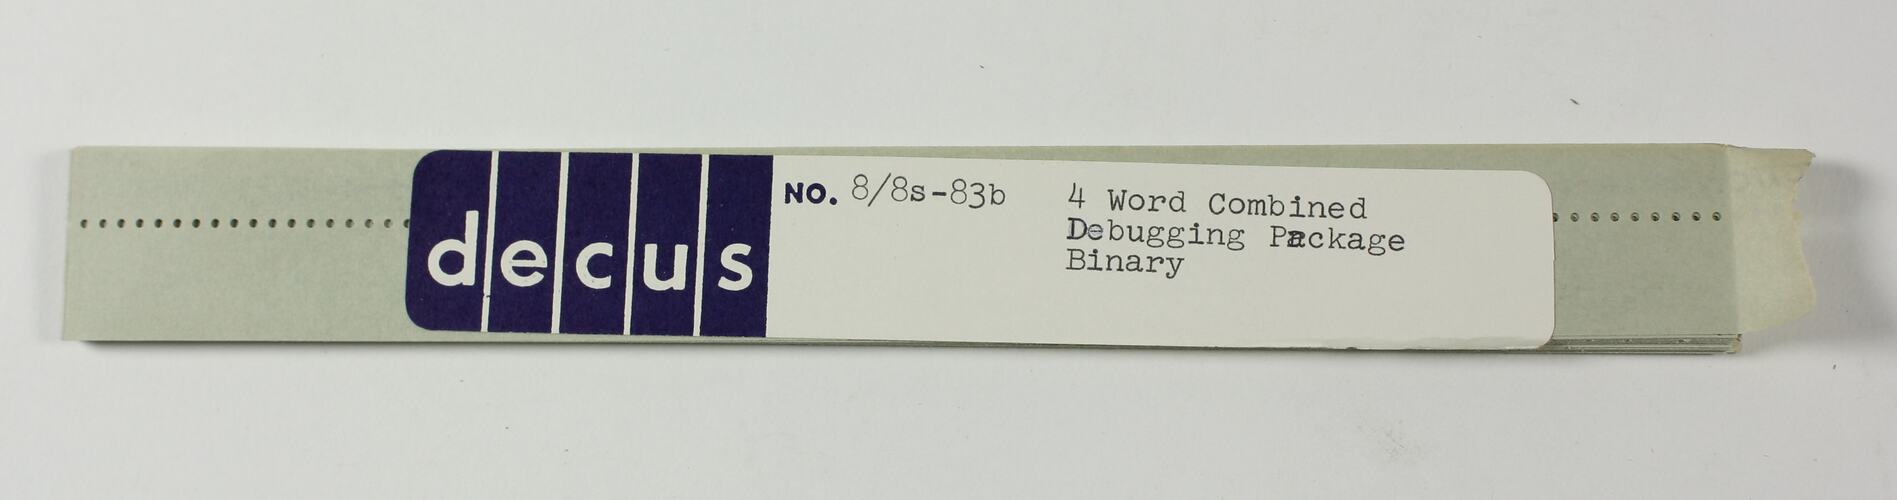 decus
NO. 8/8s-83b
4 Word Combined
Debugging Package
Binary